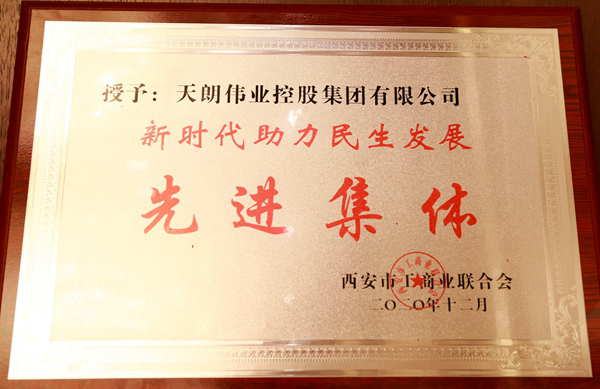 授予：天朗伟业控股集团有限公司
新时代助力民生发展
先进集体
西安市工商业联合会
二〇二〇年十二月